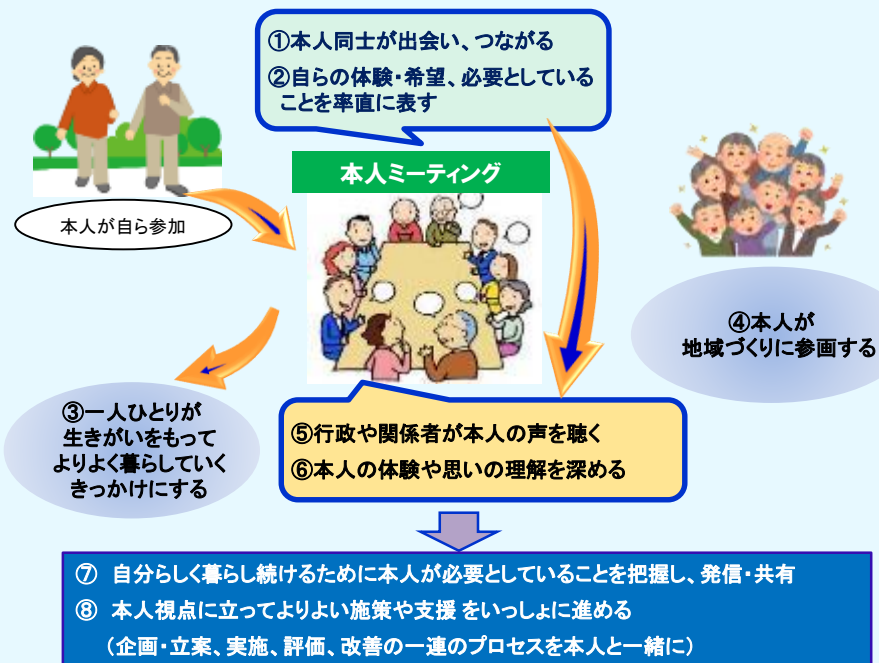 ①本人同士が出会い、つながる
②自らの体験・希望、必要としている
ことを率直に表す
本人ミーティング
本人が自ら参加
④本人が
地域づくりに参画する
③一人ひとりが
生きがいをもって
よりよく暮らしていく
きっかけにする
⑤行政や関係者が本人の声を聴く
⑥本人の体験や思いの理解を深める
⑦ 自分らしく暮らし続けるために本人が必要としていることを把握し、発信・共有
⑧ 本人視点に立ってよりよい施策や支援 をいっしょに進める
（企画・立案、実施、評価、改善の一連のプロセスを本人と一緒に）